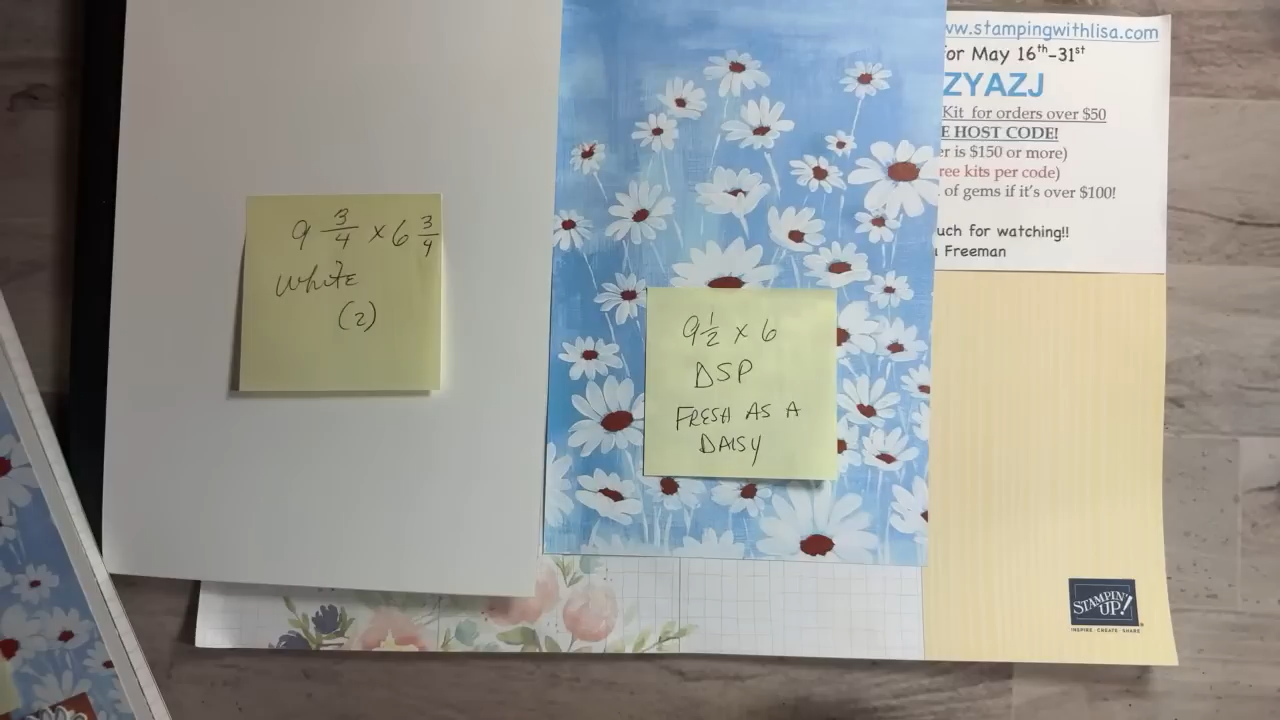 9 3/4 x 6 3/4
White
(2)
9 1/2 x 6
DSP
FRESH AS A
DAISY
w.stampingwithlisa.com
for May 16th-31st
ZYAZJ
Kit for orders over $50
E HOST CODE!
er is $150 or more)
ree kits per code)
of gems if it's over $100!
uch for watching!!
Freeman
STAMPIN' UP!
INSPIRE · CREATE · SHARE